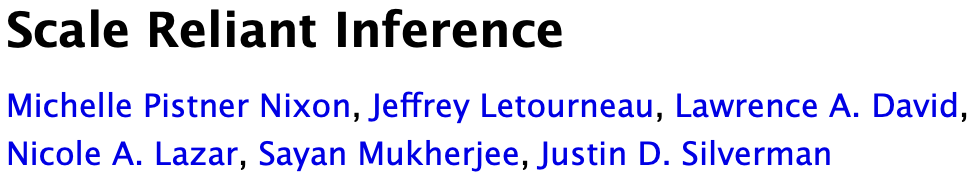 Scale Reliant Inference
Michelle Pistner Nixon, Jeffrey Letourneau, Lawrence A. David,
Nicole A. Lazar, Sayan Mukherjee, Justin D. Silverman